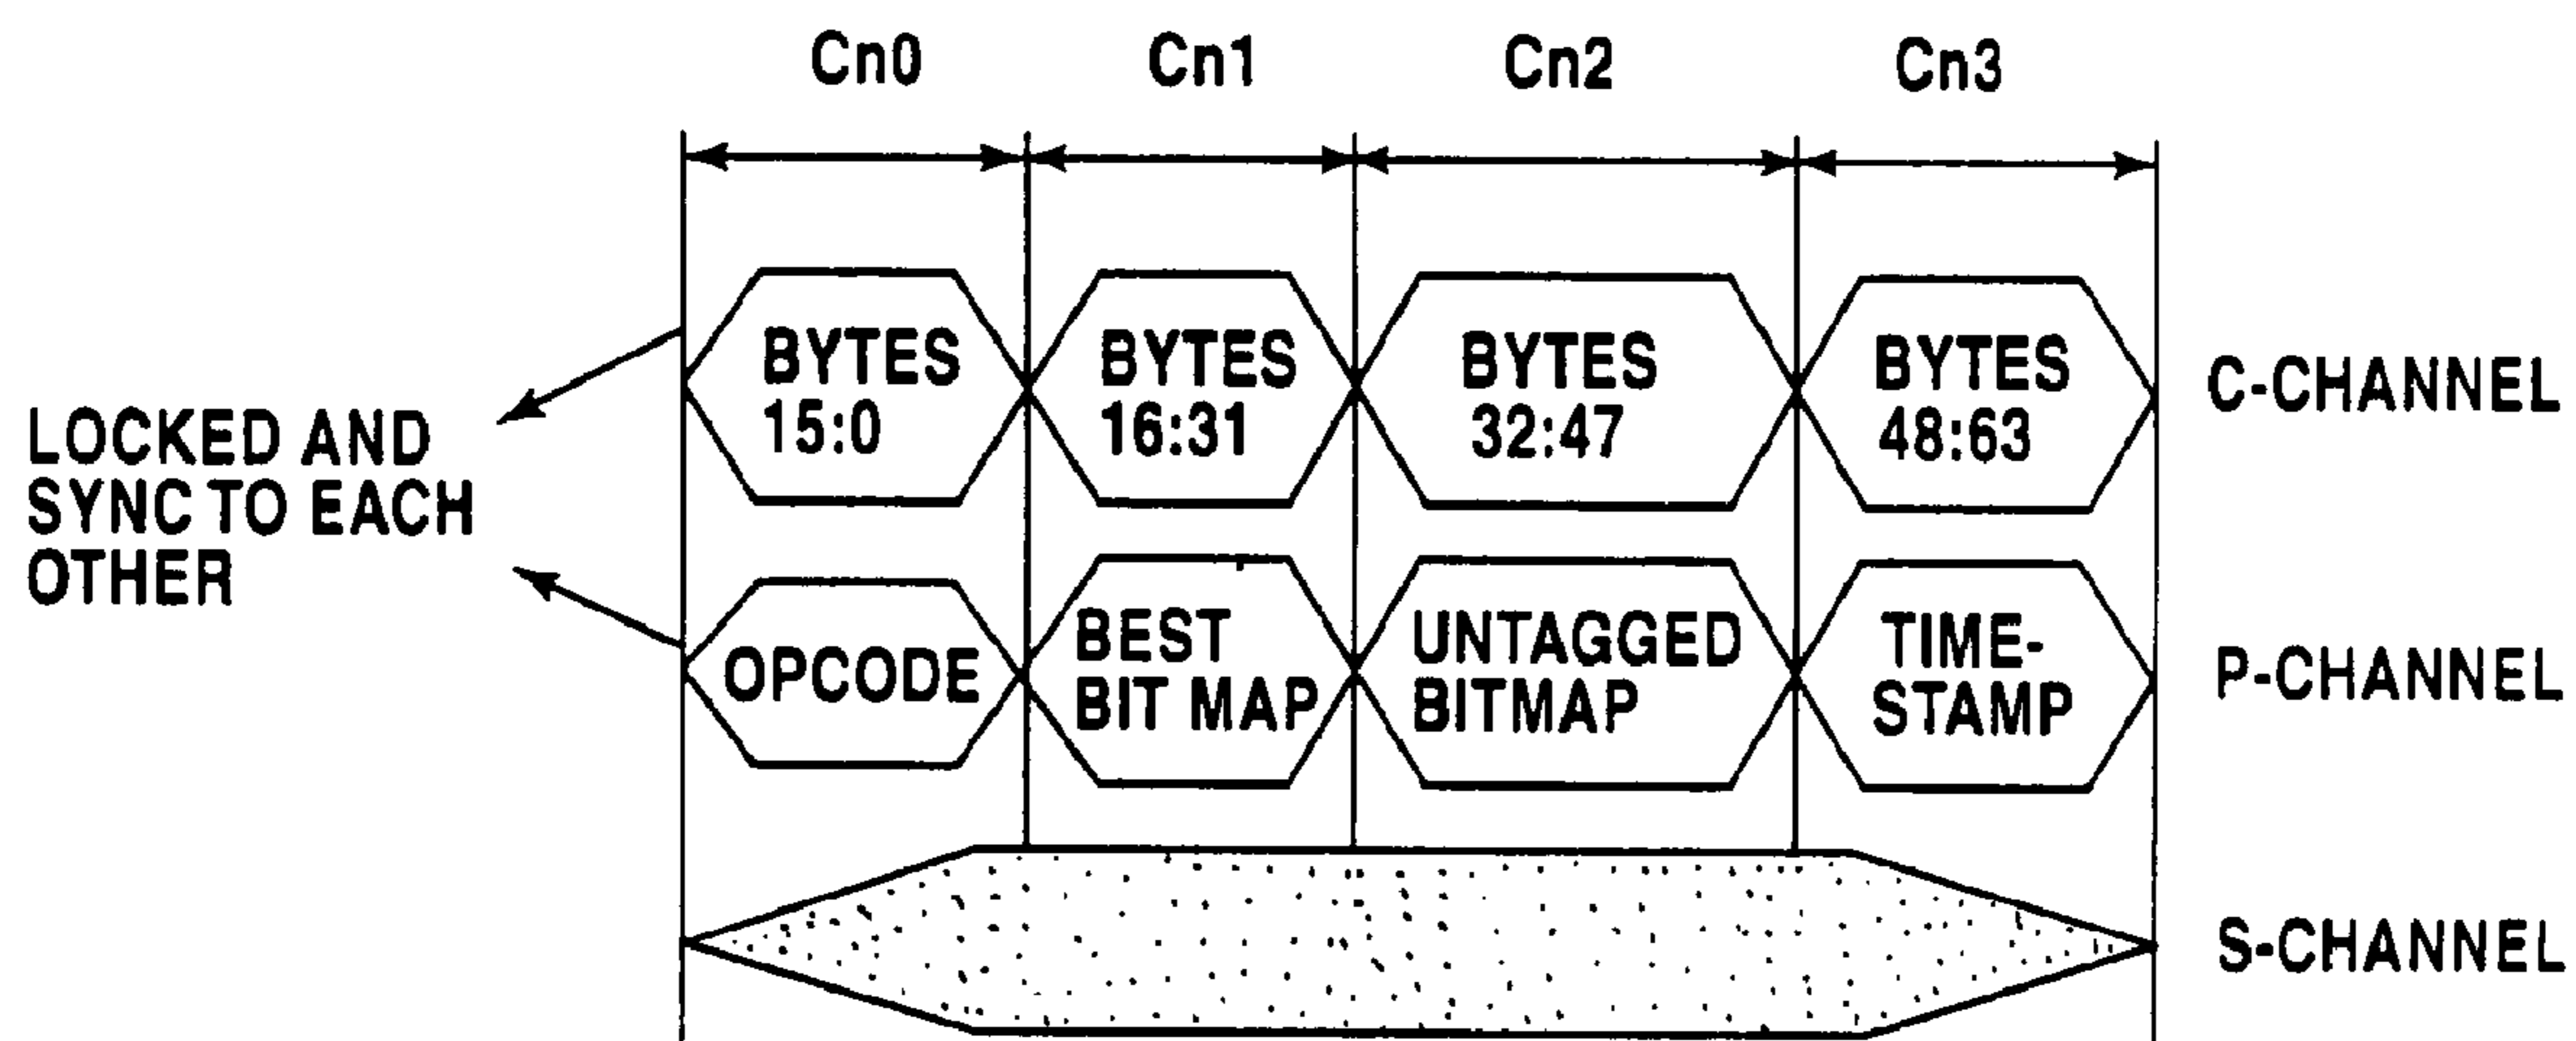 Cn0 Cn1 Cn2 Cn3
BYTES
15:0
BYTES
16:31
BYTES
32:47
BYTES
48:63
C-CHANNEL
LOCKED AND
SYNC TO EACH
OTHER
OPCODE
BEST
BIT MAP
UNTAGGED
BITMAP
TIME-
STAMP
P-CHANNEL
S-CHANNEL